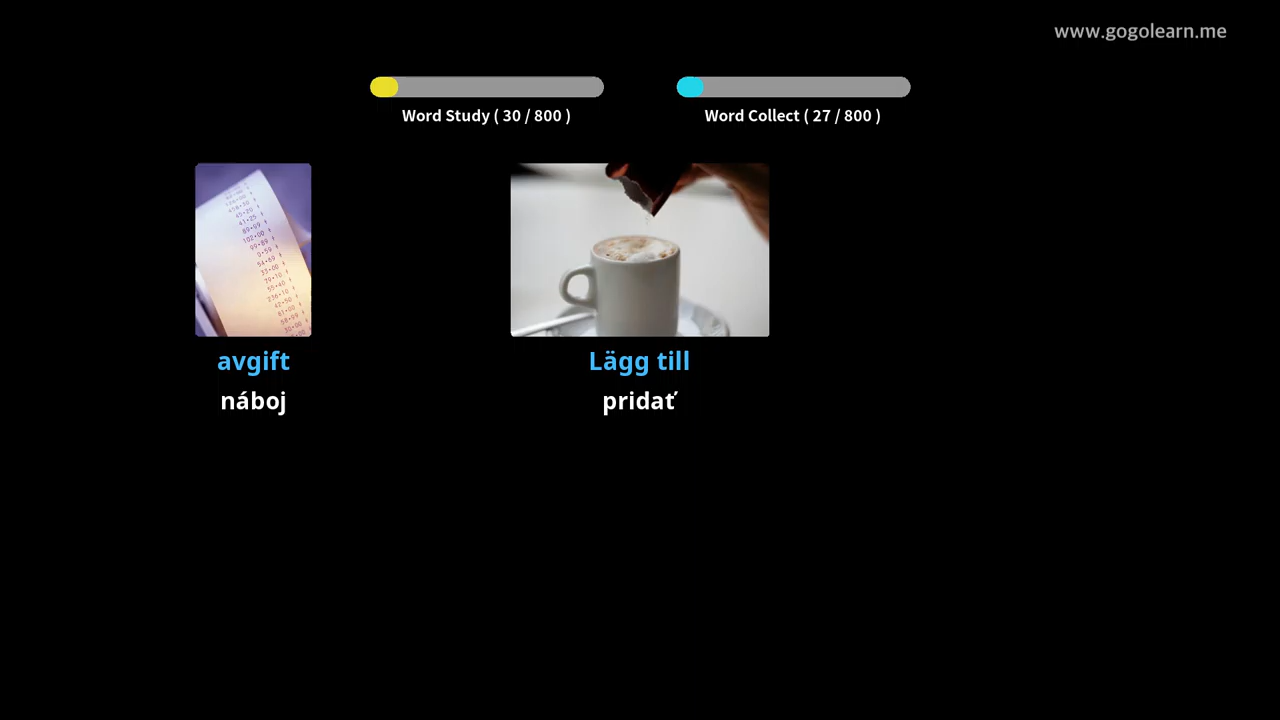 www.gogolearn.me
Word Study ( 30 / 800 )
Word Collect ( 27 / 800 )
avgift
náboj
Lägg till
pridať